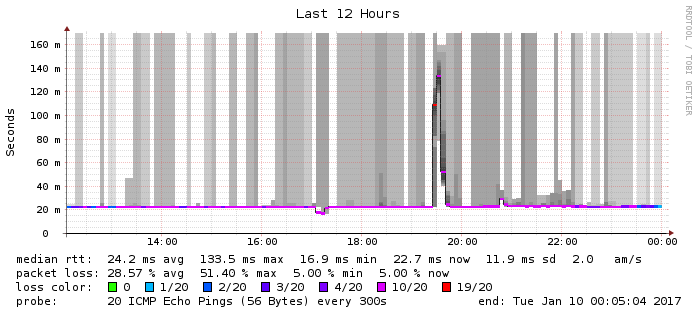 Last 12 Hours
RRDTOOL / TOBI OETIKER
Seconds
160 m
140 m
120 m
100 m
80 m
60 m
40 m
20 m
0
14:00 16:00 18:00 20:00 22:00 00:00
median rtt: 24.2 ms avg 133.5 ms max 16.9 ms min 22.7 ms now 11.9 ms sd 2.0 am/s
packet loss: 28.57 % avg 51.40 % max 5.00 % min 5.00 % now
loss color: 0 1/20 2/20 3/20 4/20 10/20 19/20
probe: 20 ICMP Echo Pings (56 Bytes) every 300s end: Tue Jan 10 00:05:04 2017